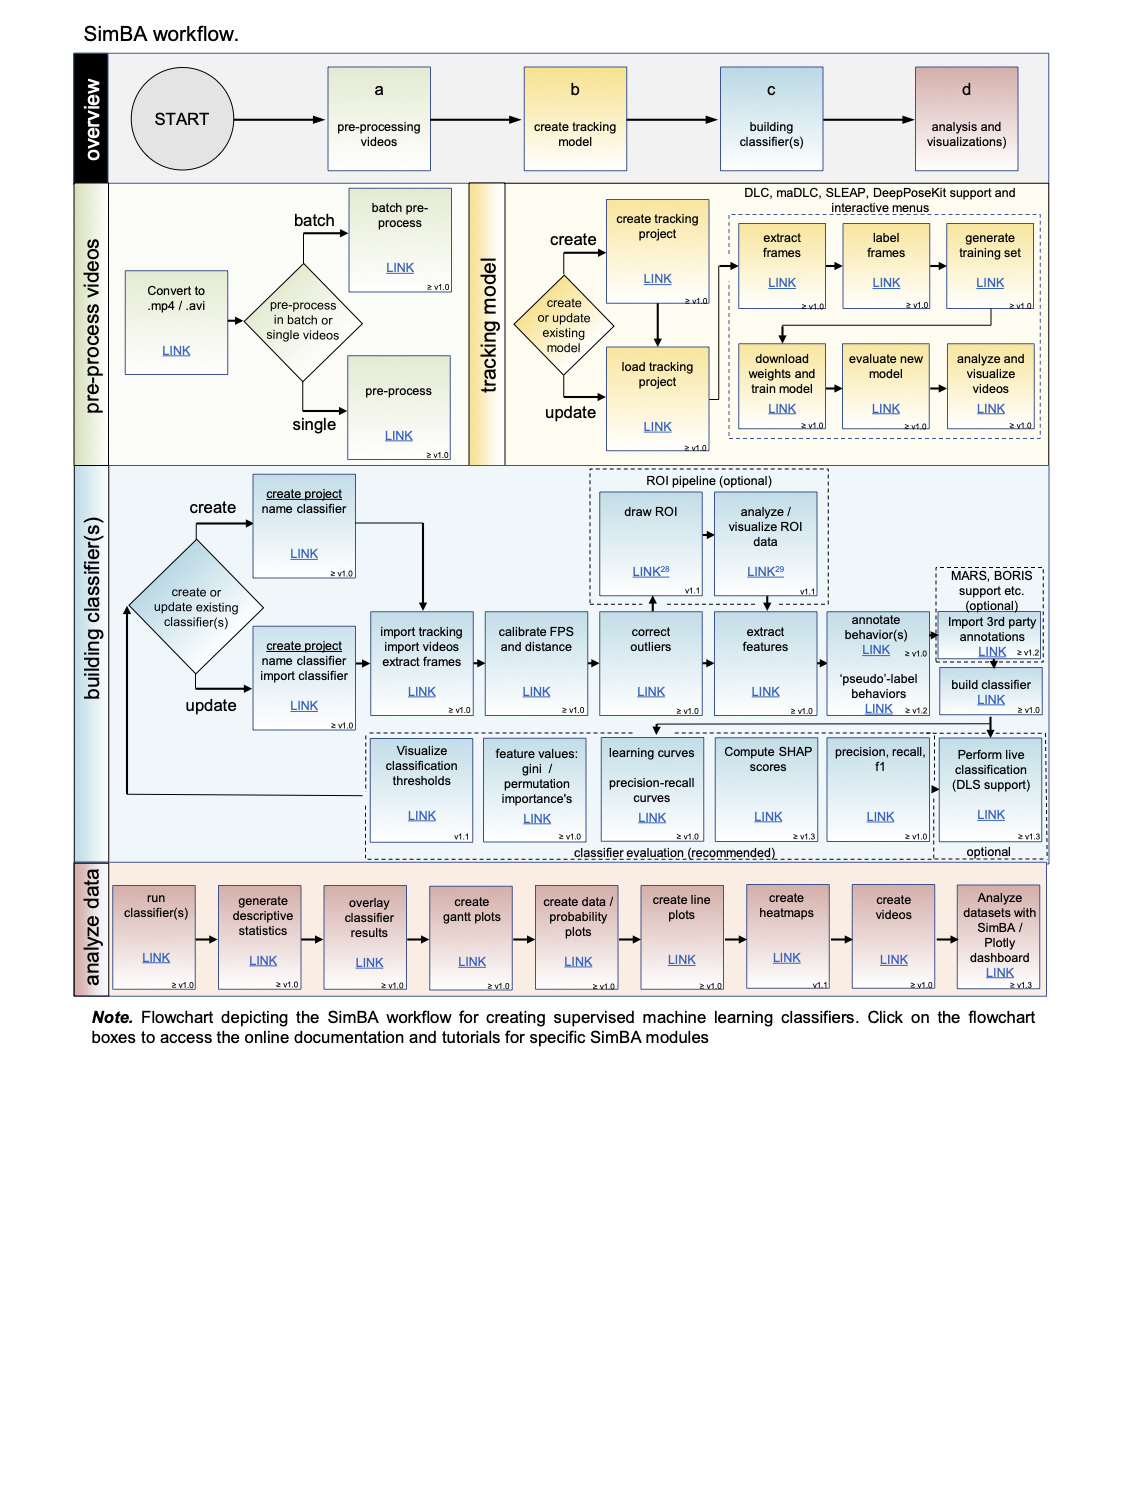 SimBA workflow.
overview
START
a
pre-processing
videos
b
create tracking
model
c
building
classifier(s)
d
analysis and
visualizations)
pre-process videos
Convert to
.mp4 / .avi
LINK
pre-process
in batch or
single videos
batch
batch pre-
process
LINK
≥ v1.0
single
pre-process
LINK
≥ v1.0
tracking model
create
or update
existing
model
create
create tracking
project
LINK
≥ v1.0
update
load tracking
project
LINK
≥ v1.0
DLC, maDLC, SLEAP, DeepPoseKit support and
interactive menus
extract
frames
LINK
≥ v1.0
label
frames
LINK
≥ v1.0
generate
training set
LINK
≥ v1.0
download
weights and
train model
LINK
≥ v1.0
evaluate new
model
LINK
≥ v1.0
analyze and
visualize
videos
LINK
≥ v1.0
building classifier(s)
create or
update existing
classifier(s)
create
create project
name classifier
LINK
≥ v1.0
update
create project
name classifier
import classifier
LINK
≥ v1.0
import tracking
import videos
extract frames
LINK
≥ v1.0
calibrate FPS
and distance
LINK
≥ v1.0
correct
outliers
LINK
≥ v1.0
ROI pipeline (optional)
draw ROI
LINK28
v1.1
analyze /
visualize ROI
data
LINK29
v1.1
extract
features
LINK
≥ v1.0
annotate
behavior(s)
LINK
≥ v1.0
'pseudo'-label
behaviors
LINK
≥ v1.2
MARS, BORIS
support etc.
(optional)
Import 3rd party
annotations
LINK
≥ v1.2
build classifier
LINK
≥ v1.0
Visualize
classification
thresholds
LINK
v1.1
feature values:
gini /
permutation
importance's
LINK
≥ v1.0
learning curves
precision-recall
curves
LINK
≥ v1.0
Compute SHAP
scores
LINK
≥ v1.3
precision, recall,
f1
LINK
≥ v1.0
Perform live
classification
(DLS support)
LINK
≥ v1.3
classifier evaluation (recommended)
optional
analyze data
run
classifier(s)
LINK
≥ v1.0
generate
descriptive
statistics
LINK
≥ v1.0
overlay
classifier
results
LINK
≥ v1.0
create
gantt plots
LINK
≥ v1.0
create data /
probability
plots
LINK
≥ v1.0
create line
plots
LINK
≥ v1.0
create
heatmaps
LINK
v1.1
create
videos
LINK
≥ v1.0
Analyze
datasets with
SimBA /
Plotly
dashboard
LINK
≥ v1.3
Note. Flowchart depicting the SimBA workflow for creating supervised machine learning classifiers. Click on the flowchart
boxes to access the online documentation and tutorials for specific SimBA modules